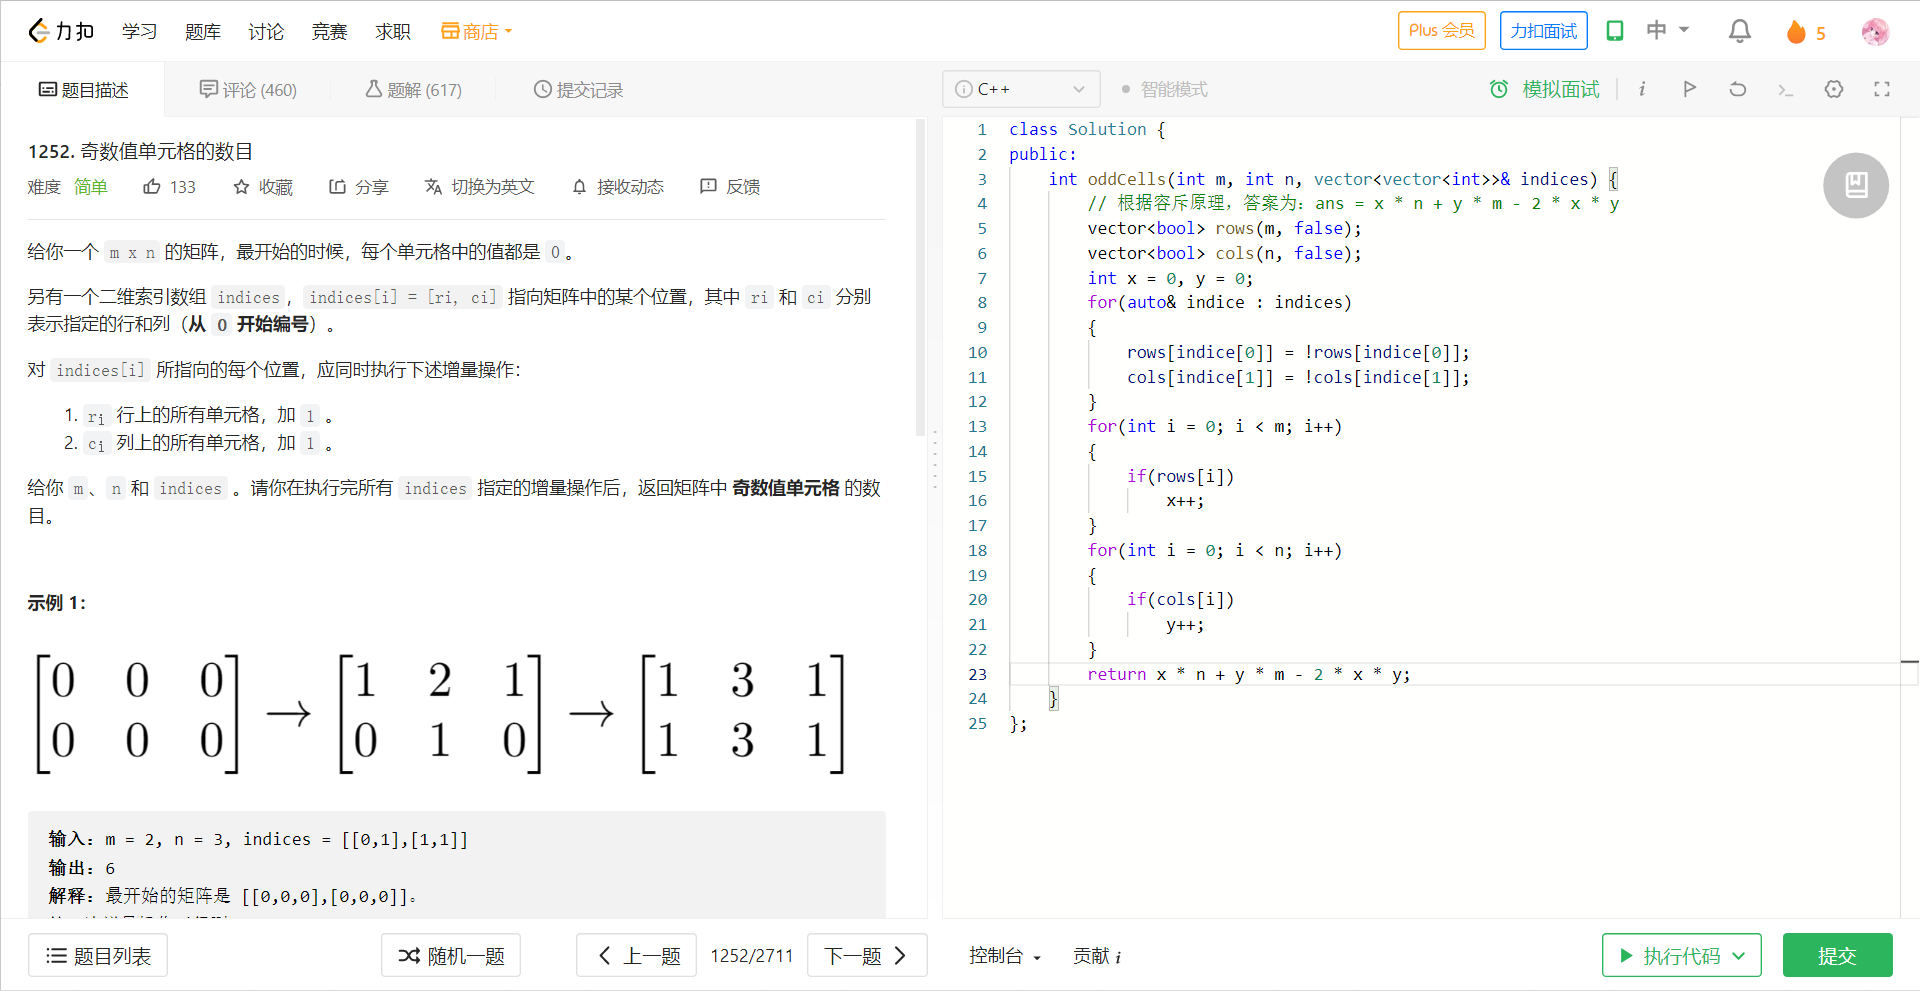 力扣 学习 题库 讨论 竞赛 求职 商店 Plus 会员 力扣面试 中 5
题目描述 评论 (460) 题解 (617) 提交记录
1252. 奇数值单元格的数目
难度 简单 133 收藏 分享 切换为英文 接收动态 反馈
给你一个 m x n 的矩阵，最开始的时候，每个单元格中的值都是 0 。
另有一个二维索引数组 indices，indices[i] = [ri, ci] 指向矩阵中的某个位置，其中 ri 和 ci 分别
表示指定的行和列（从 0 开始编号）。
对 indices[i] 所指向的每个位置，应同时执行下述增量操作：
1. ri 行上的所有单元格，加 1 。
2. ci 列上的所有单元格，加 1 。
给你 m、n 和 indices 。请你在执行完所有 indices 指定的增量操作后，返回矩阵中 奇数值单元格 的数
目。
示例 1：
0 0 0 → 1 2 1 → 1 3 1
0 0 0 0 1 0 1 3 1
输入：m = 2, n = 3, indices = [[0,1],[1,1]]
输出：6
解释：最开始的矩阵是 [[0,0,0],[0,0,0]]。
题目列表 随机一题 上一题 1252/2711 下一题
C++ 智能模式 模拟面试 i
1 class Solution {
2 public:
3 int oddCells(int m, int n, vector<vector<int>>& indices) {
4 // 根据容斥原理，答案为：ans = x * n + y * m - 2 * x * y
5 vector<bool> rows(m, false);
6 vector<bool> cols(n, false);
7 int x = 0, y = 0;
8 for(auto& indice : indices)
9 {
10 rows[indice[0]] = !rows[indice[0]];
11 cols[indice[1]] = !cols[indice[1]];
12 }
13 for(int i = 0; i < m; i++)
14 {
15 if(rows[i])
16 x++;
17 }
18 for(int i = 0; i < n; i++)
19 {
20 if(cols[i])
21 y++;
22 }
23 return x * n + y * m - 2 * x * y;
24 }
25 };
控制台 贡献 i 执行代码 提交